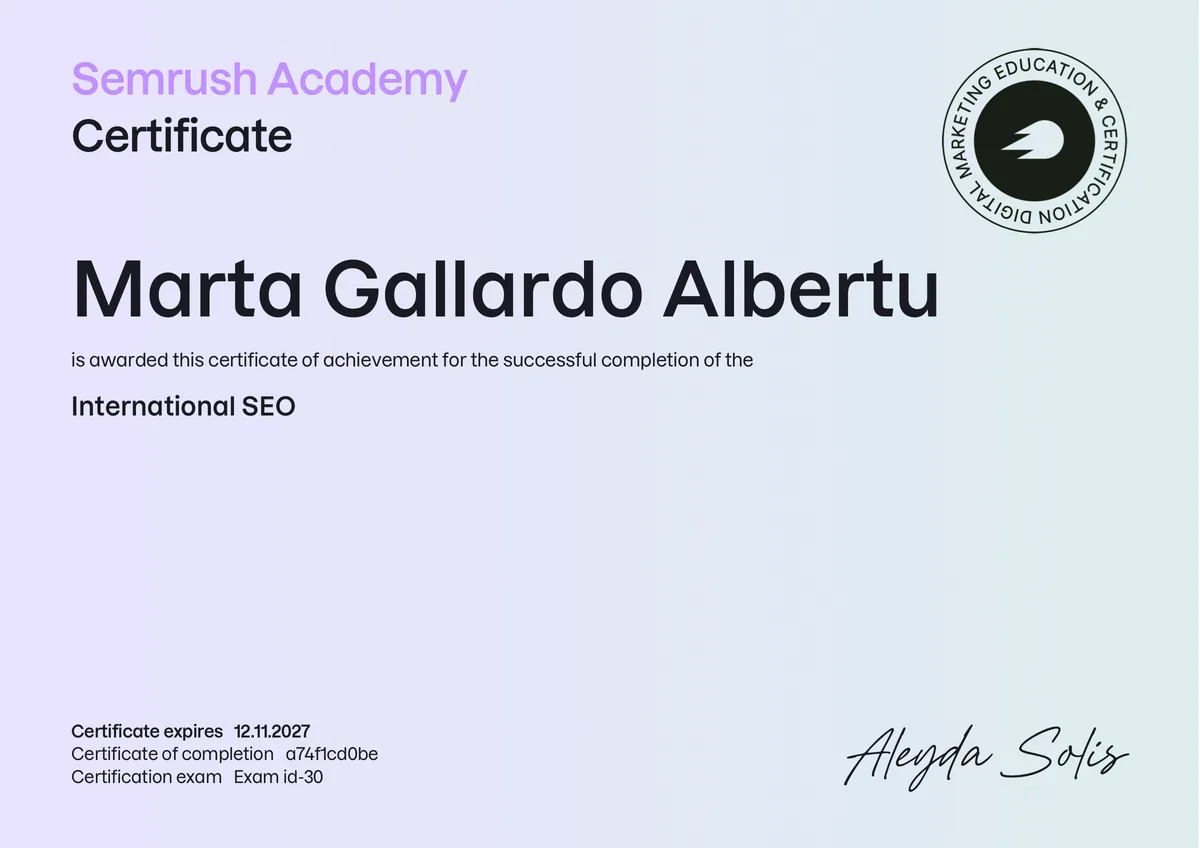 Semrush Academy
Certificate
DIGITAL MARKETING EDUCATION & CERTIFICATION
Marta Gallardo Albertu
is awarded this certificate of achievement for the successful completion of the
International SEO
Certificate expires 12.11.2027
Certificate of completion a74f1cd0be
Certification exam Exam id-30
Aleyda Solis